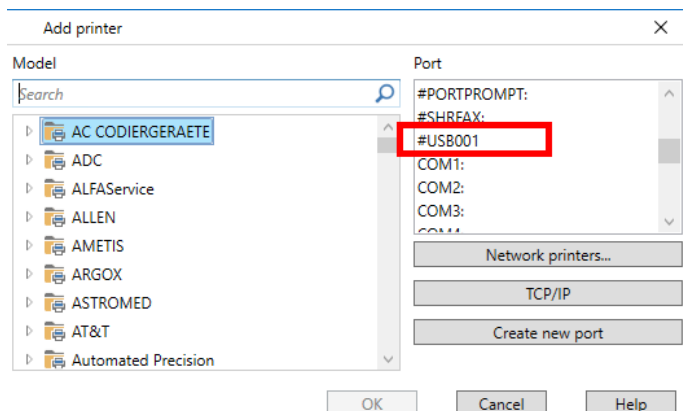 Add printer
Model
Search
AC CODIERGERAETE
ADC
ALFAService
ALLEN
AMETIS
ARGOX
ASTROMED
AT&T
Automated Precision
Port
#PORTPROMPT:
#SHRFAX:
#USB001
COM1:
COM2:
COM3:
COM4
Network printers...
TCP/IP
Create new port
OK
Cancel
Help